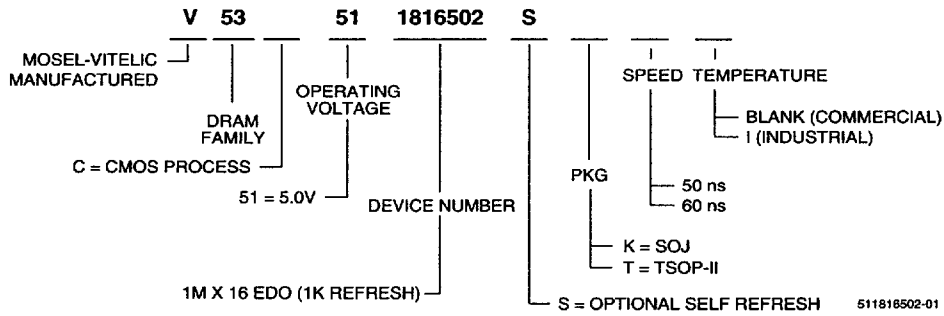 V 53 51 1816502 S
MOSEL-VITELIC
MANUFACTURED
SPEED TEMPERATURE
OPERATING
VOLTAGE
DRAM
FAMILY
BLANK (COMMERCIAL)
I (INDUSTRIAL)
C = CMOS PROCESS
PKG
51 = 5.0V
DEVICE NUMBER
50 ns
60 ns
K = SOJ
T = TSOP-II
1M X 16 EDO (1K REFRESH)
S = OPTIONAL SELF REFRESH
511816502-01